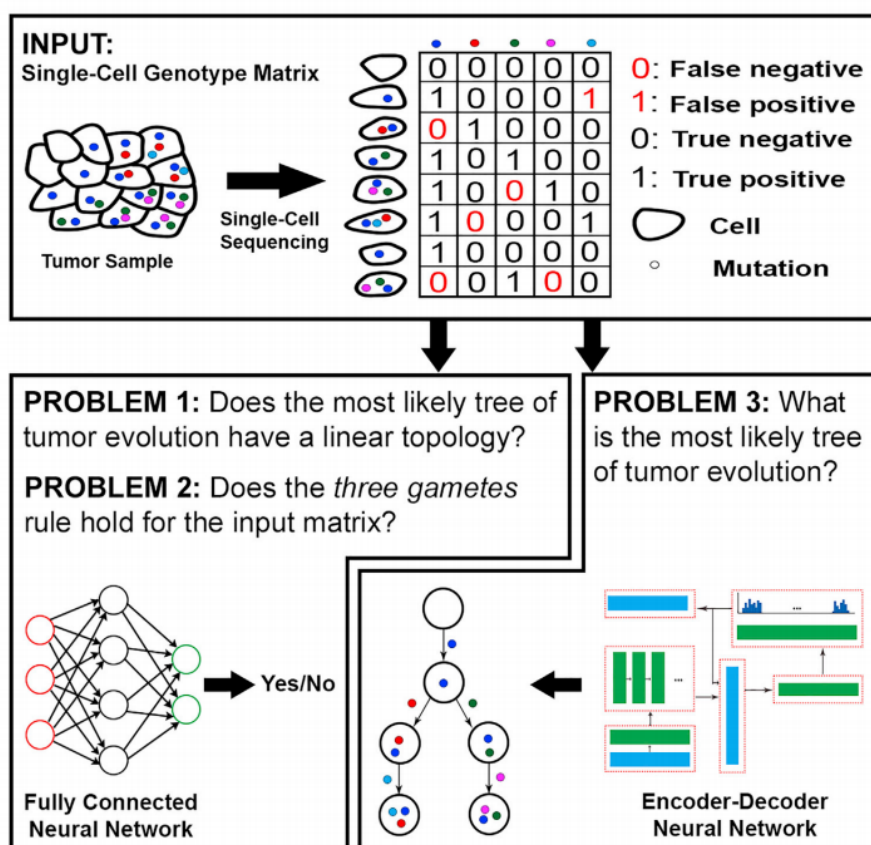 INPUT:
Single-Cell Genotype Matrix
Tumor Sample
Single-Cell
Sequencing
0 0 0 0 0
1 0 0 0 1
0 1 0 0 0
1 0 1 0 0
1 0 0 1 0
1 0 0 0 1
1 0 0 0 0
0 0 1 0 0
0: False negative
1: False positive
0: True negative
1: True positive
Cell
Mutation
PROBLEM 1: Does the most likely tree of
tumor evolution have a linear topology?
PROBLEM 2: Does the three gametes
rule hold for the input matrix?
Yes/No
Fully Connected
Neural Network
PROBLEM 3: What
is the most likely tree
of tumor evolution?
...
...
Encoder-Decoder
Neural Network